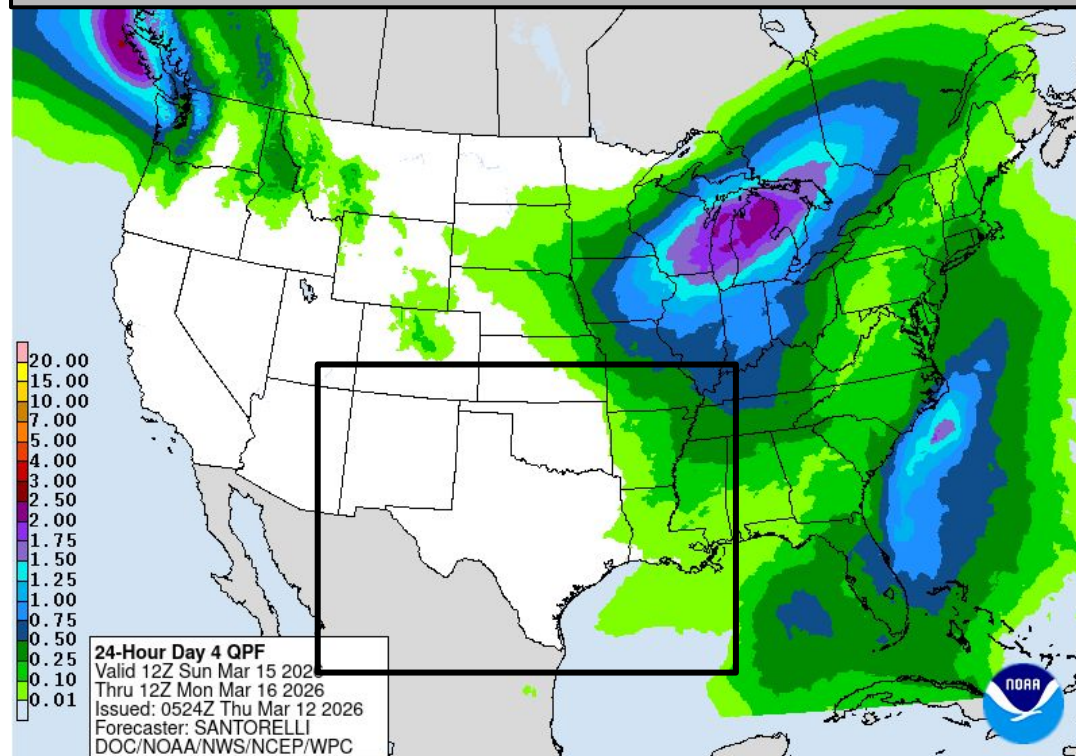 20.00
15.00
10.00
7.00
5.00
4.00
3.00
2.50
2.00
1.75
1.50
1.25
1.00
0.75
0.50
0.25
0.10
0.01
24-Hour Day 4 QPF
Valid 12Z Sun Mar 15 2026
Thru 12Z Mon Mar 16 2026
Issued: 0524Z Thu Mar 12 2026
Forecaster: SANTORELLI
DOC/NOAA/NWS/NCEP/WPC
NOAA